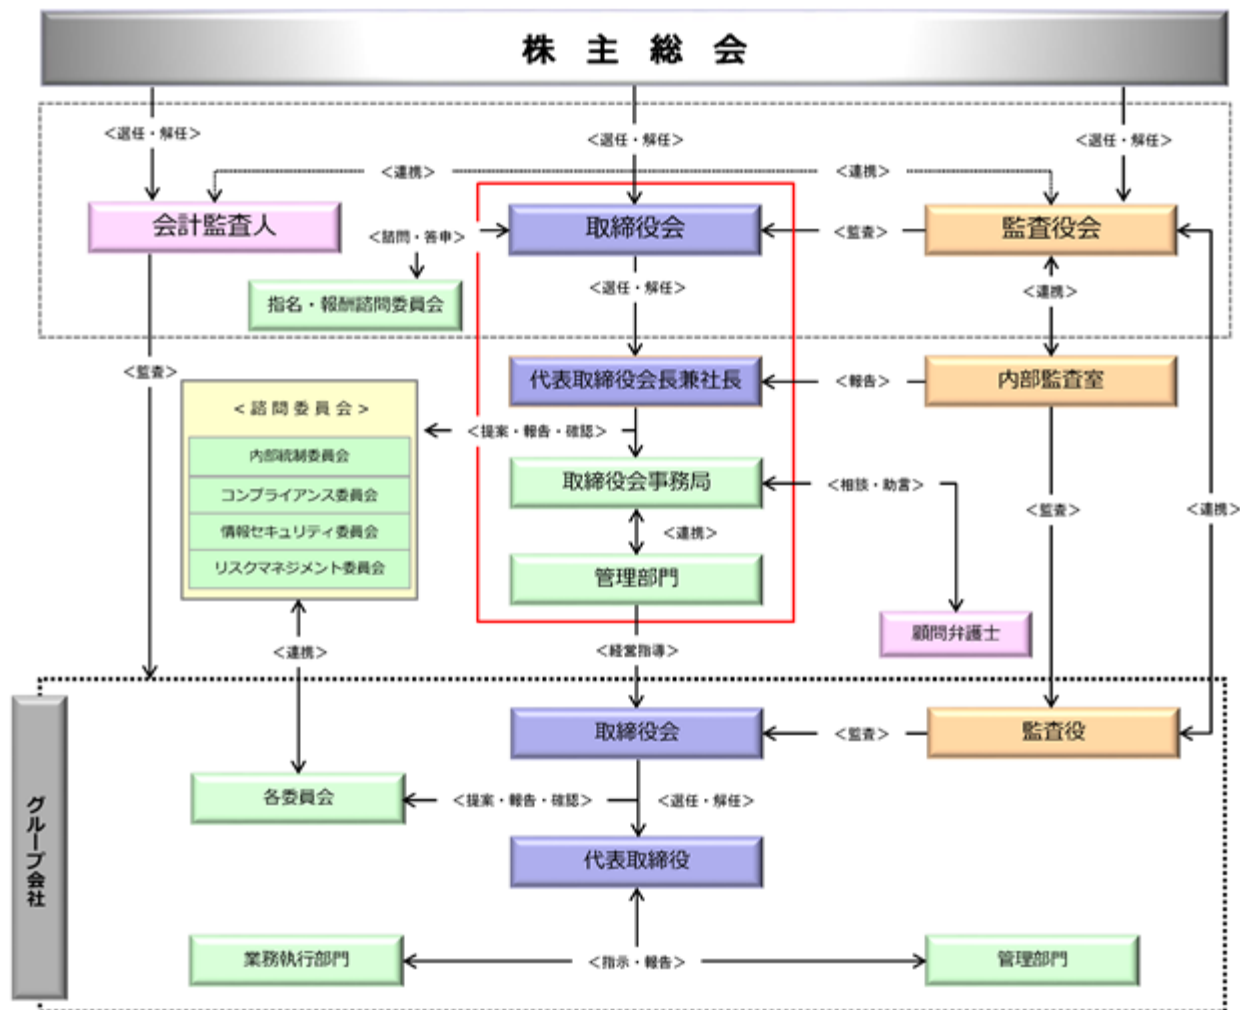 株主総会
＜選任・解任＞
＜選任・解任＞
＜選任・解任＞
＜連携＞
＜連携＞
会計監査人
取締役会
監査役会
＜諮問・答申＞
＜監査＞
指名・報酬諮問委員会
＜選任・解任＞
＜連携＞
＜監査＞
代表取締役会長兼社長
＜報告＞
内部監査室
＜諮問委員会＞
＜提案・報告・確認＞
内部統制委員会
コンプライアンス委員会
情報セキュリティ委員会
リスクマネジメント委員会
取締役会事務局
＜相談・助言＞
＜監査＞
＜連携＞
＜連携＞
管理部門
顧問弁護士
＜連携＞
＜経営指導＞
グループ会社
取締役会
＜監査＞
監査役
各委員会
＜提案・報告・確認＞
＜選任・解任＞
代表取締役
業務執行部門
＜指示・報告＞
管理部門